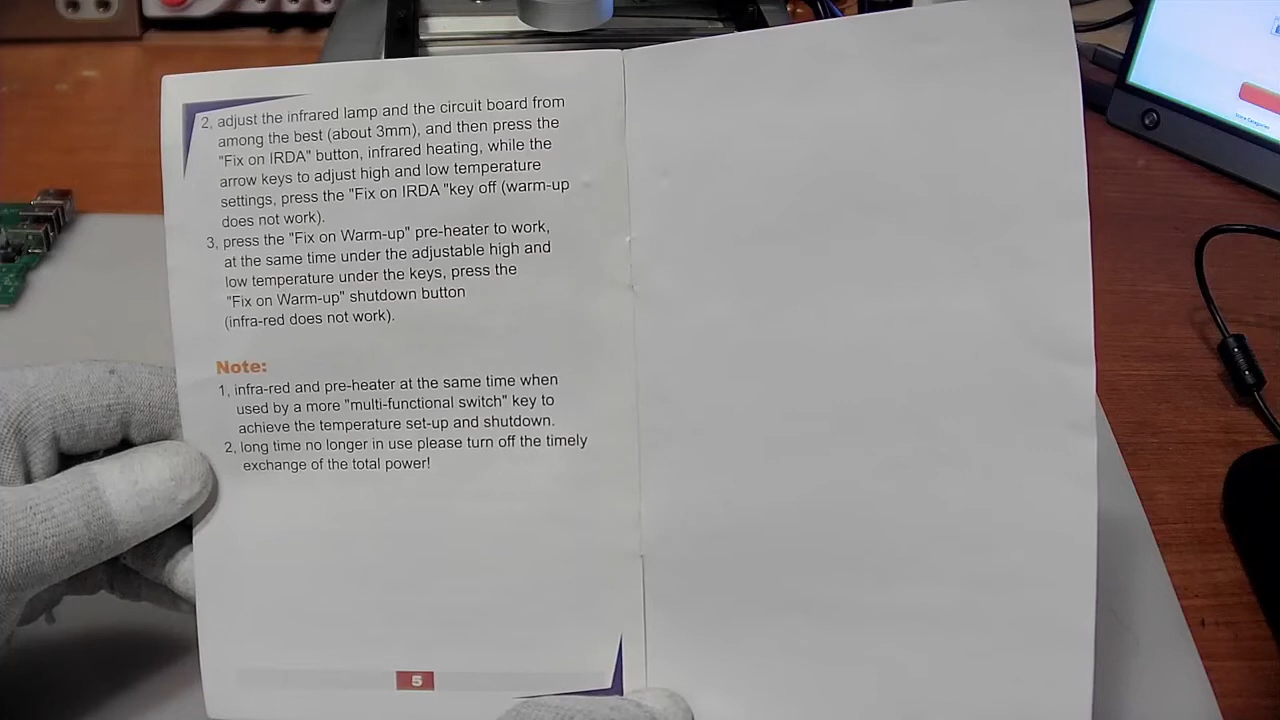 2, adjust the infrared lamp and the circuit board from
among the best (about 3mm), and then press the
"Fix on IRDA" button, infrared heating, while the
arrow keys to adjust high and low temperature
settings, press the "Fix on IRDA "key off (warm-up
does not work).
3, press the "Fix on Warm-up" pre-heater to work,
at the same time under the adjustable high and
low temperature under the keys, press the
"Fix on Warm-up" shutdown button
(infra-red does not work).
Note:
1, infra-red and pre-heater at the same time when
used by a more "multi-functional switch" key to
achieve the temperature set-up and shutdown.
2, long time no longer in use please turn off the timely
exchange of the total power!
5